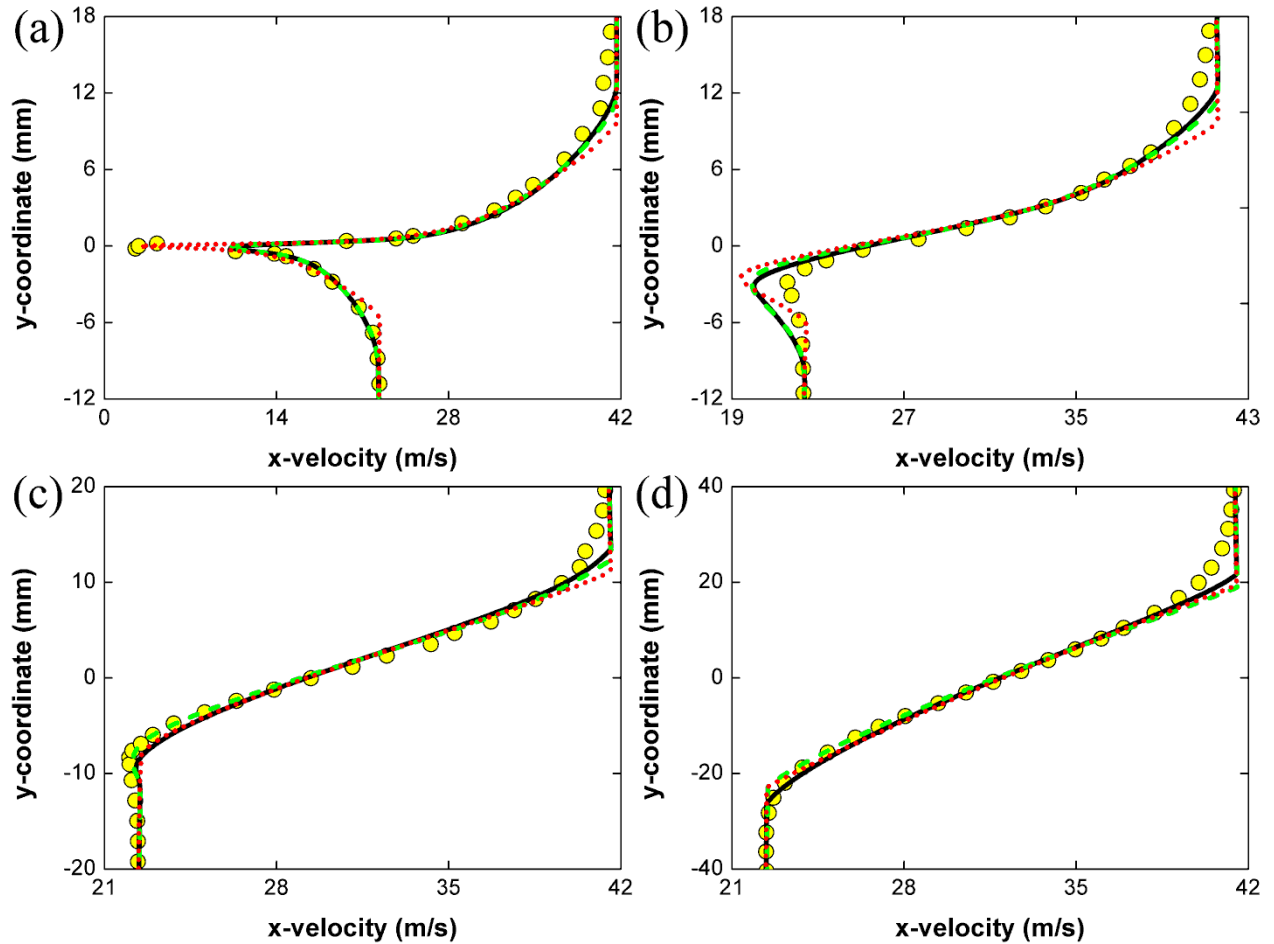 (a)
18
12
6
0
-6
-12
y-coordinate (mm)
0 14 28 42
x-velocity (m/s)
(b)
18
12
6
0
-6
-12
y-coordinate (mm)
19 27 35 43
x-velocity (m/s)
(c)
20
10
0
-10
-20
y-coordinate (mm)
21 28 35 42
x-velocity (m/s)
(d)
40
20
0
-20
-40
y-coordinate (mm)
21 28 35 42
x-velocity (m/s)